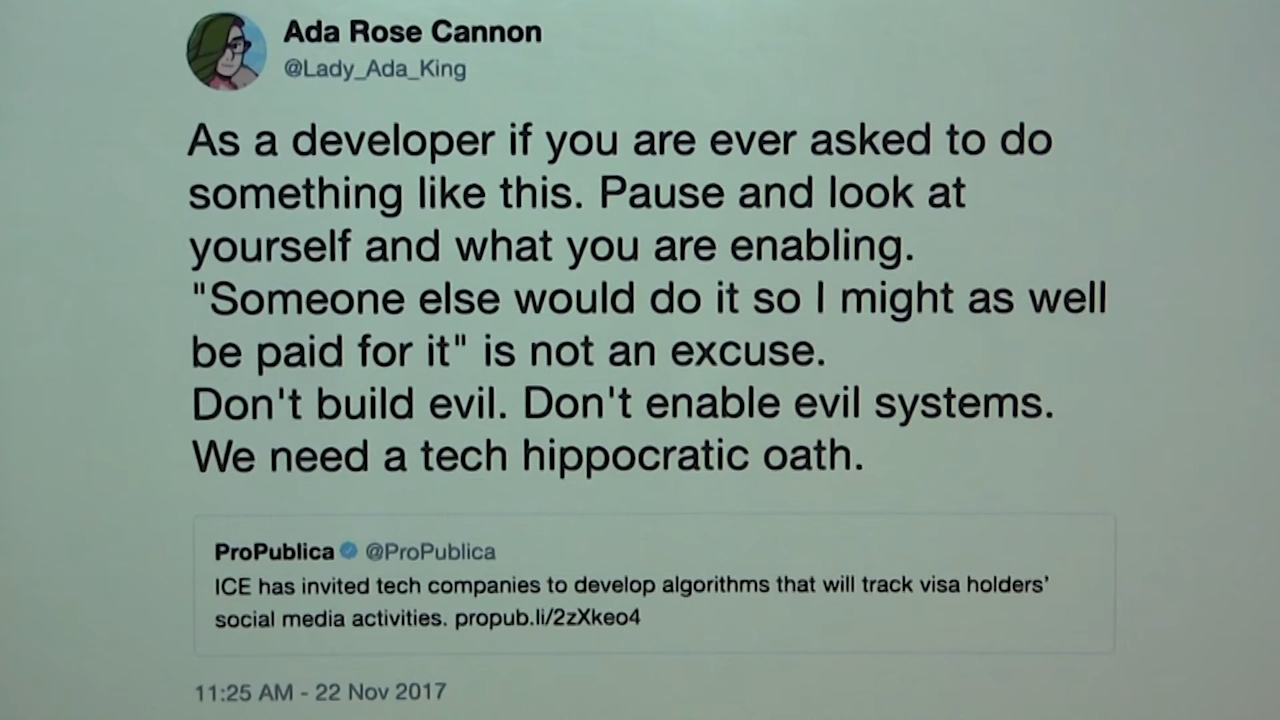 Ada Rose Cannon
@Lady_Ada_King
As a developer if you are ever asked to do
something like this. Pause and look at
yourself and what you are enabling.
"Someone else would do it so I might as well
be paid for it" is not an excuse.
Don't build evil. Don't enable evil systems.
We need a tech hippocratic oath.
ProPublica @ProPublica
ICE has invited tech companies to develop algorithms that will track visa holders'
social media activities. propub.li/2zXkeo4
11:25 AM - 22 Nov 2017